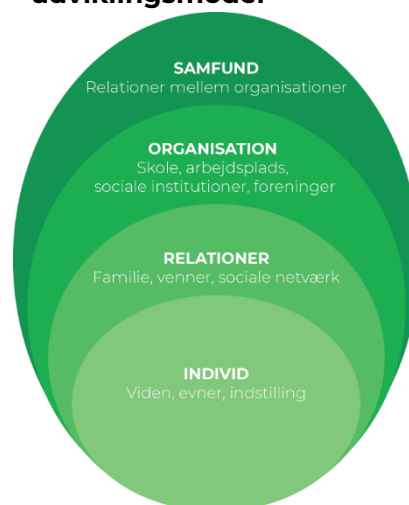 udviklingsmodel
SAMFUND
Relationer mellem organisationer
ORGANISATION
Skole, arbejdsplads,
sociale institutioner, foreninger
RELATIONER
Familie, venner, sociale netværk
INDIVID
Viden, evner, indstilling